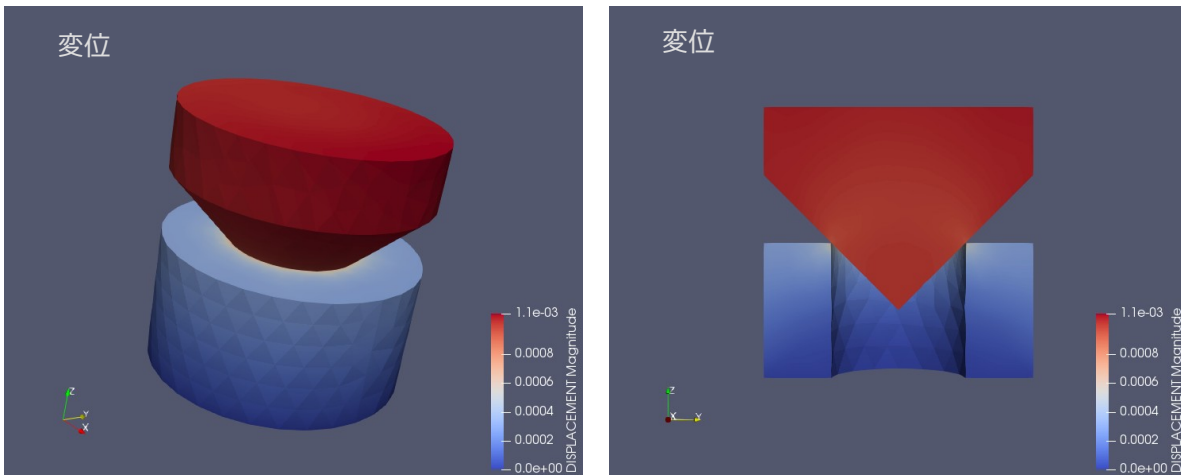 変位
1.1e-03
0.0008
0.0006
0.0004
0.0002
0.0e+00
DISPLACEMENT Magnitude
Z
Y
X
変位
1.1e-03
0.0008
0.0006
0.0004
0.0002
0.0e+00
DISPLACEMENT Magnitude
Z
X
Y